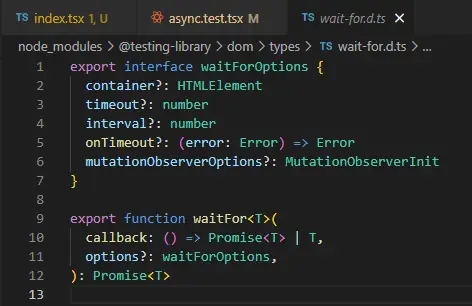 TS index.tsx 1, U
async.test.tsx M
TS wait-for.d.ts ×
node_modules > @testing-library > dom > types > TS wait-for.d.ts > ...
1 export interface waitForOptions {
2   container?: HTMLElement
3   timeout?: number
4   interval?: number
5   onTimeout?: (error: Error) => Error
6   mutationObserverOptions?: MutationObserverInit
7 }
8
9 export function waitFor<T>(
10   callback: () => Promise<T> | T,
11   options?: waitForOptions,
12 ): Promise<T>
13